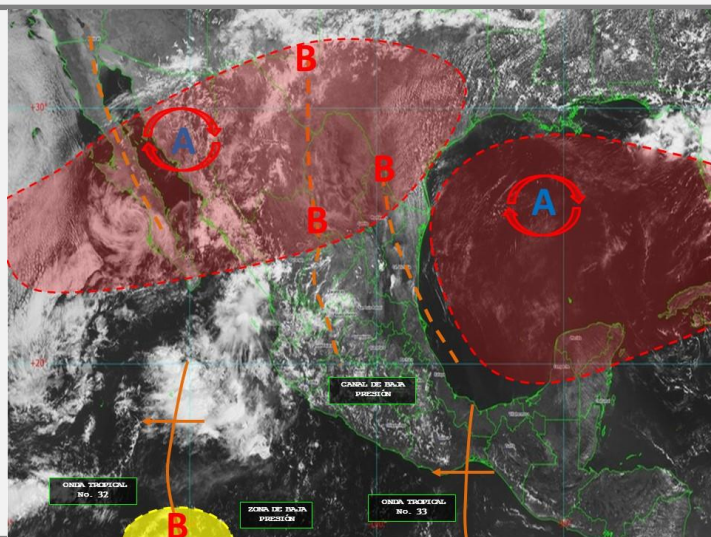 B
+30°
A
B
A
B
+20°
CANAL DE BAJA
PRESIÓN
ONDA TROPICAL
No. 32
ZONA DE BAJA
PRESIÓN
ONDA TROPICAL
No. 33
B